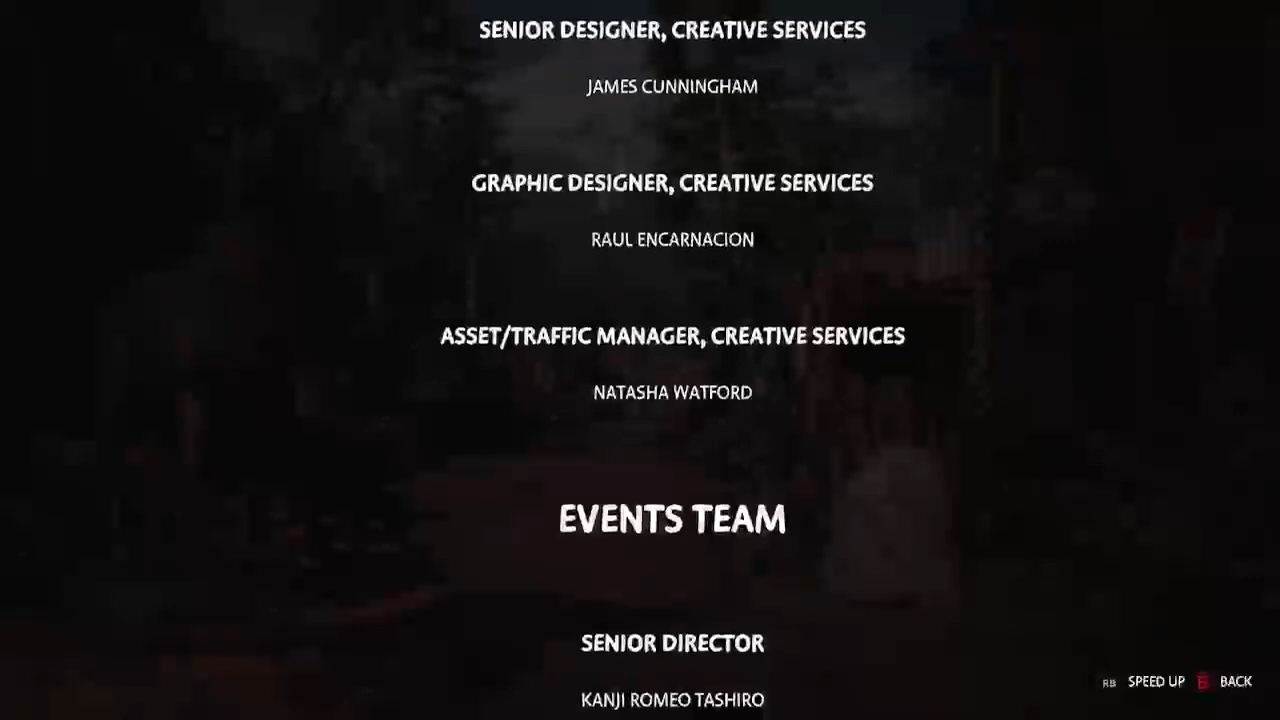 SENIOR DESIGNER, CREATIVE SERVICES
JAMES CUNNINGHAM
GRAPHIC DESIGNER, CREATIVE SERVICES
RAUL ENCARNACION
ASSET/TRAFFIC MANAGER, CREATIVE SERVICES
NATASHA WATFORD
EVENTS TEAM
SENIOR DIRECTOR
KANJI ROMEO TASHIRO
RB SPEED UP B BACK